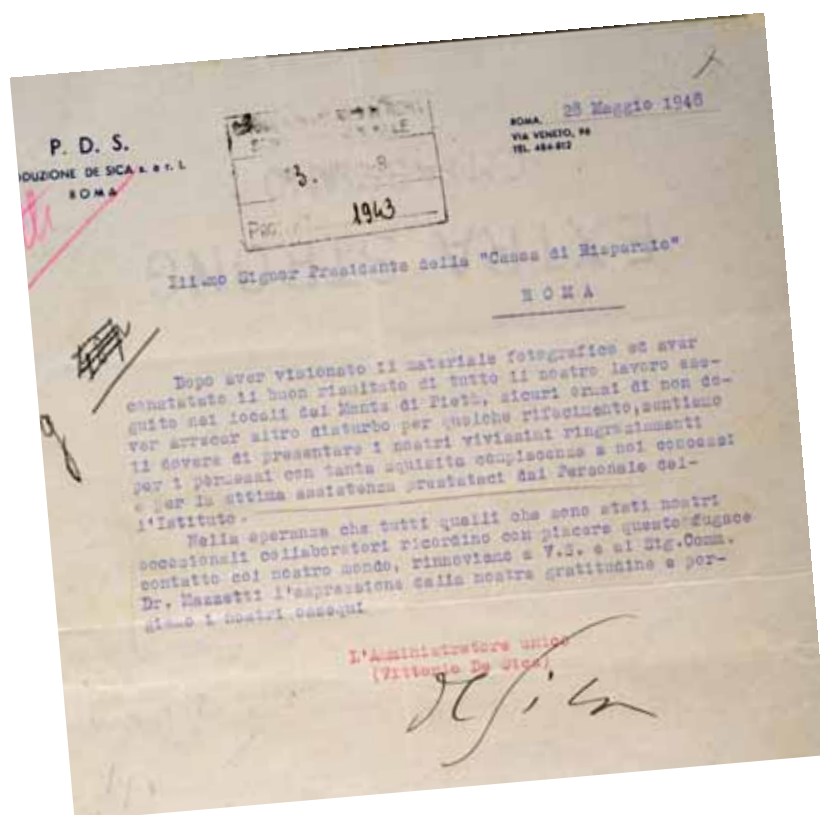 P. D. S.
ODUZIONE DE SICA s. a r. l.
ROMA
ROMA, 28 Maggio 1948
VIA VENETO, 96
TEL. 484-812
3. 8
1943
Ill.mo Signor Presidente della "Cassa di Risparmio"
ROMA
Dopo aver visionato il materiale fotografico ed aver
constatato il buon risultato di tutto il nostro lavoro ese-
guito nei locali del Monte di Pietà, sicuri ormai di non do-
ver arrecar altro disturbo per qualche rifacimento, sentiamo
il dovere di presentare i nostri vivissimi ringraziamenti
per i permessi con tanta squisita compiacenza a noi concessi
e per la ottima assistenza prestataci dal Personale del-
l'Istituto.
Nella speranza che tutti quelli che sono stati nostri
occasionali collaboratori ricordino con piacere questo fugace
contatto col nostro mondo, rinnoviamo a V.S. e al Sig.Comm.
Dr. Mazzetti l'espressione della nostra gratitudine e por-
giamo i nostri ossequi
L'Amministratore unico
(Vittorio De Sica)
De Sica